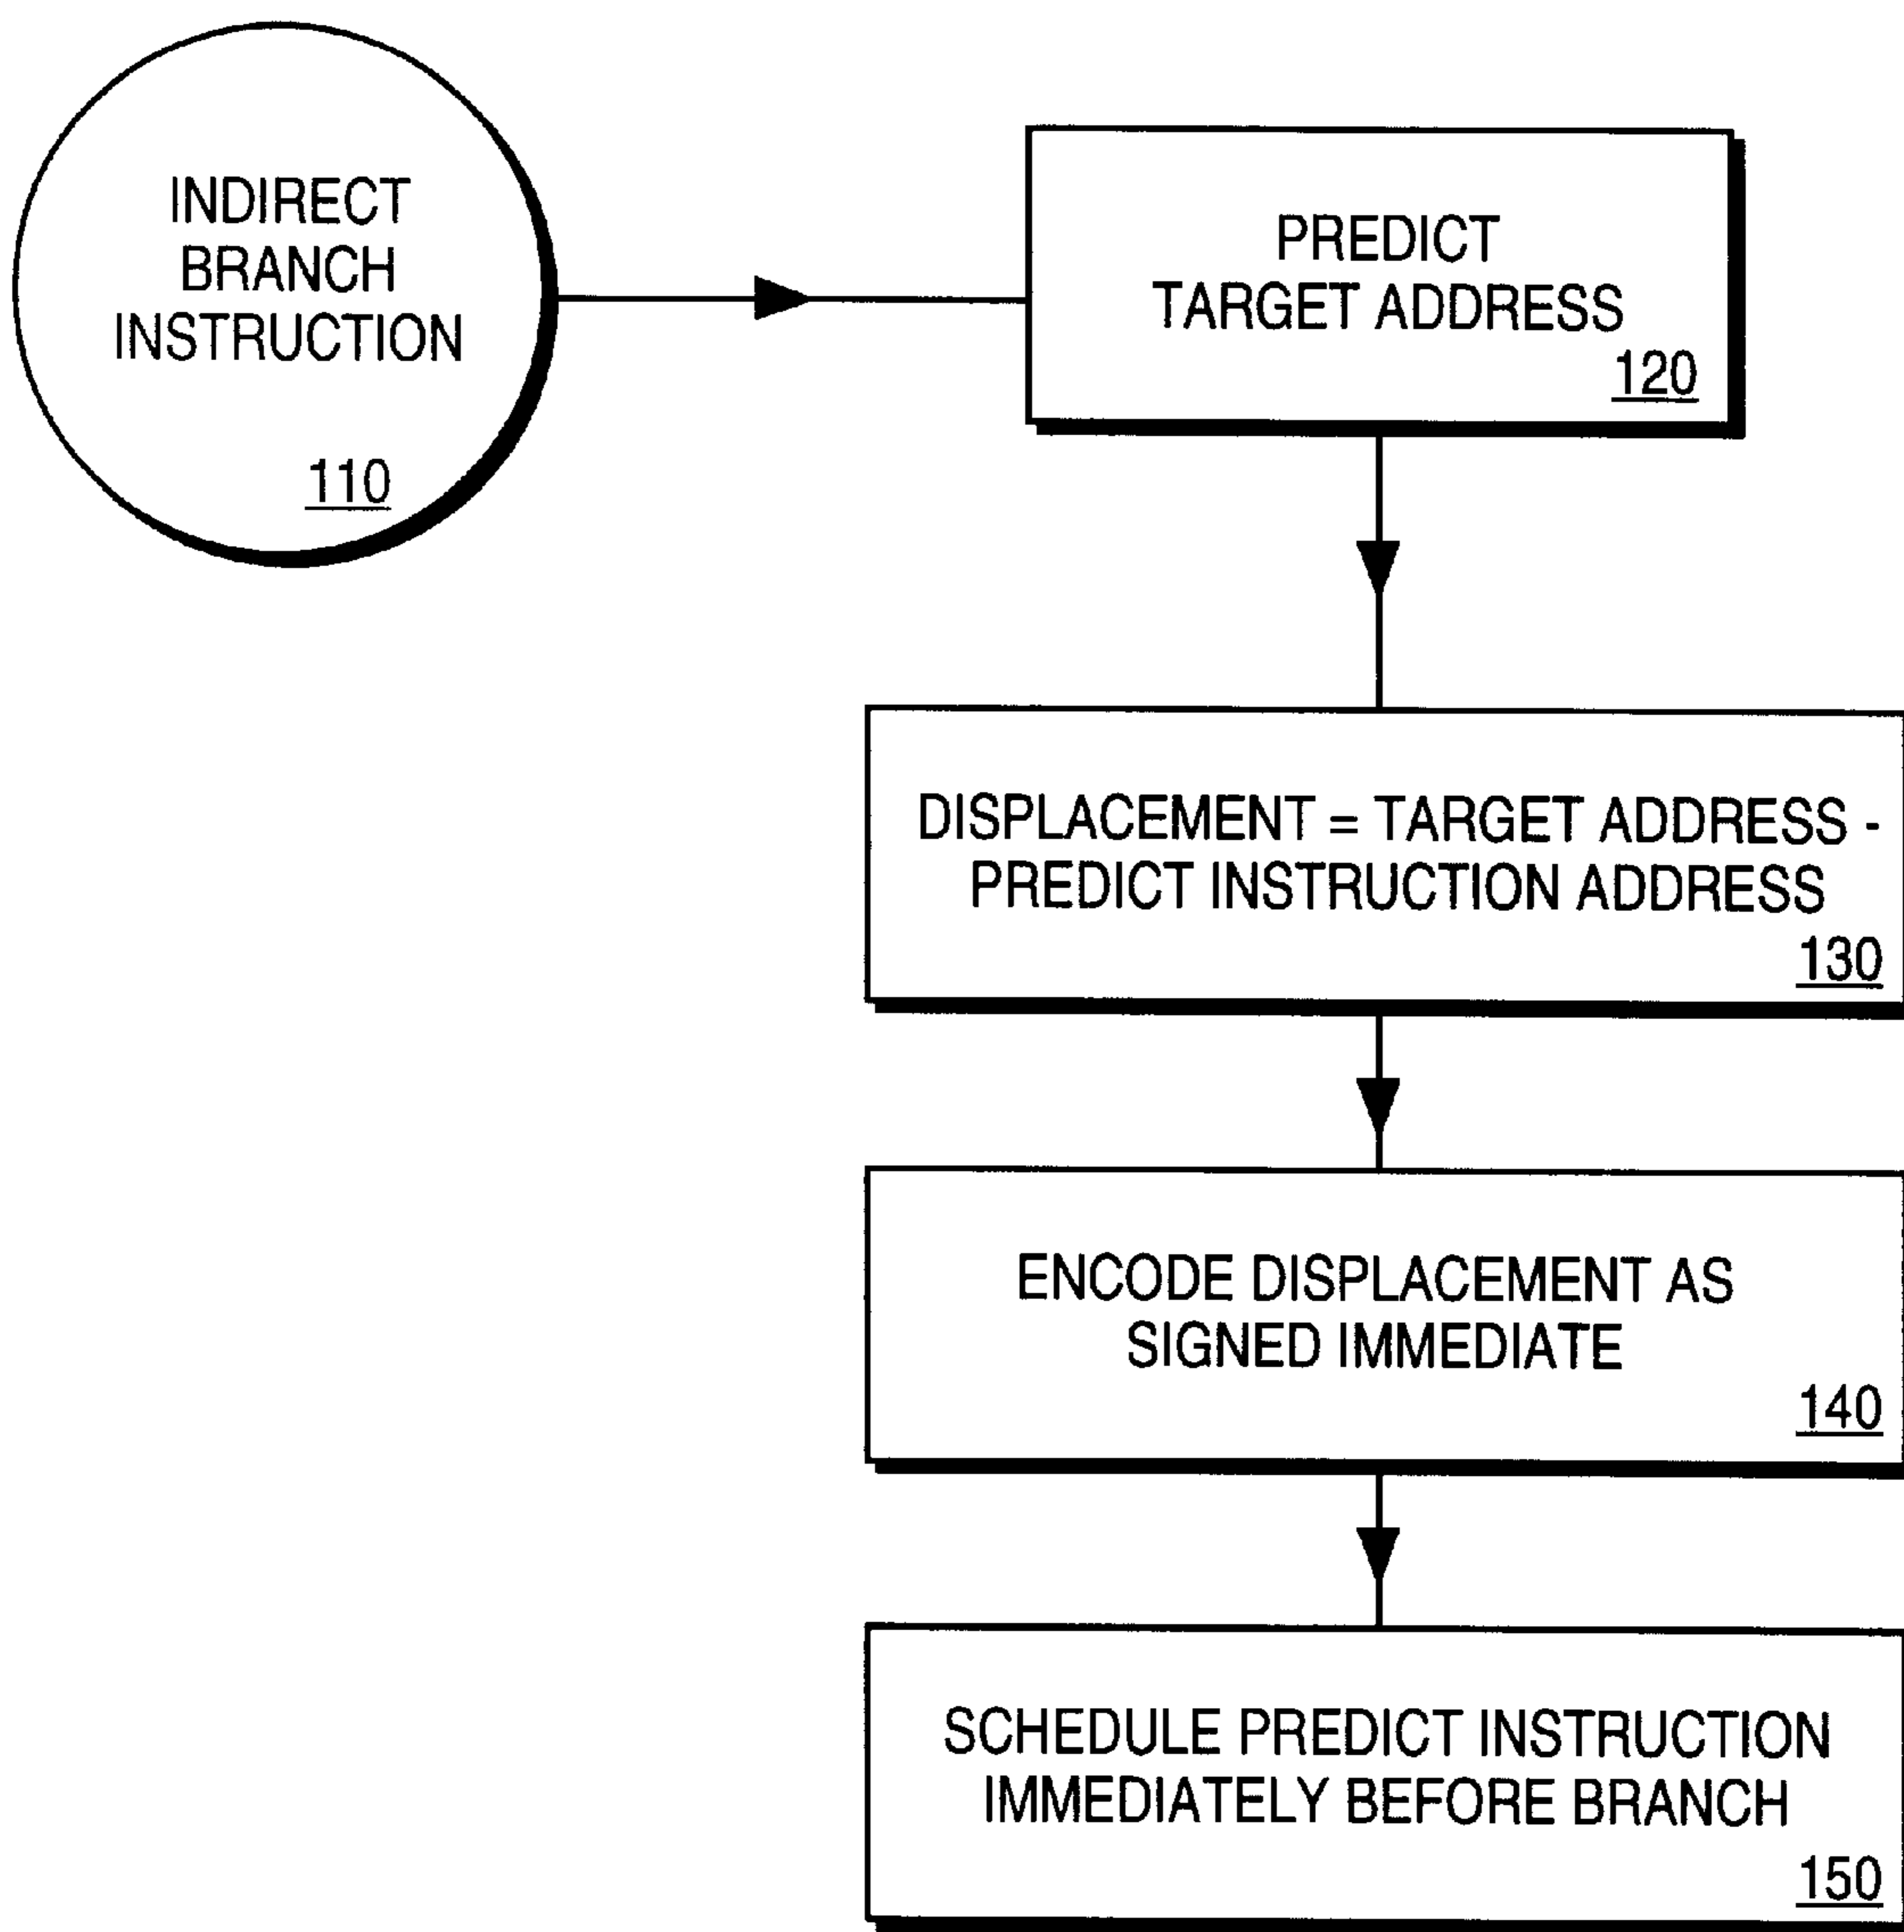 INDIRECT
BRANCH
INSTRUCTION
110
PREDICT
TARGET ADDRESS
120
DISPLACEMENT = TARGET ADDRESS -
PREDICT INSTRUCTION ADDRESS
130
ENCODE DISPLACEMENT AS
SIGNED IMMEDIATE
140
SCHEDULE PREDICT INSTRUCTION
IMMEDIATELY BEFORE BRANCH
150